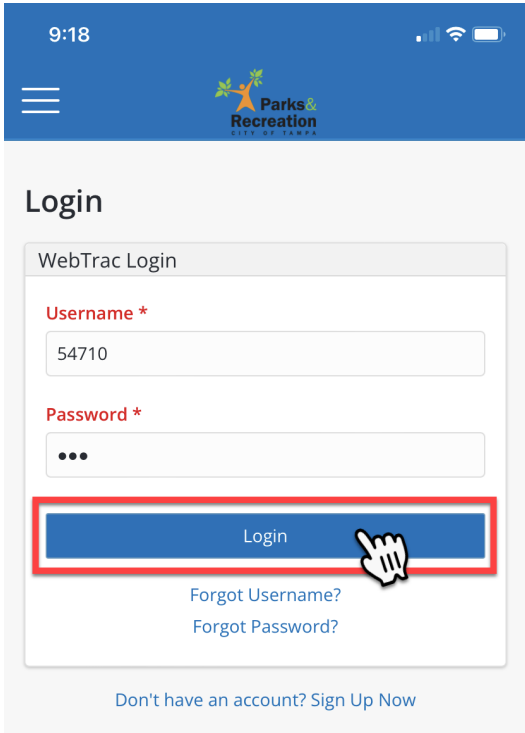 9:18
Parks&
Recreation
CITY OF TAMPA
Login
WebTrac Login
Username *
54710
Password *
•••
Login
Forgot Username?
Forgot Password?
Don't have an account? Sign Up Now